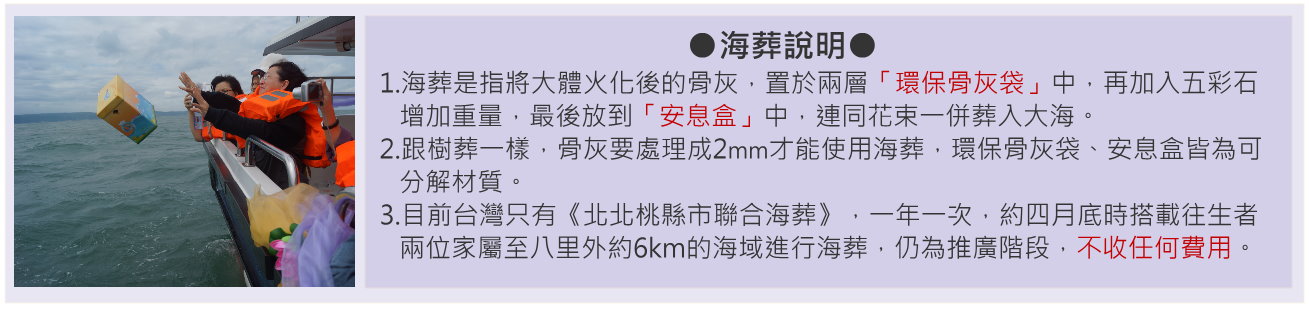 ●海葬說明●
1.海葬是指將大體火化後的骨灰，置於兩層「環保骨灰袋」中，再加入五彩石
增加重量，最後放到「安息盒」中，連同花束一併葬入大海。
2.跟樹葬一樣，骨灰要處理成2mm才能使用海葬，環保骨灰袋、安息盒皆為可
分解材質。
3.目前台灣只有《北北桃縣市聯合海葬》，一年一次，約四月底時搭載往生者
兩位家屬至八里外約6km的海域進行海葬，仍為推廣階段，不收任何費用。